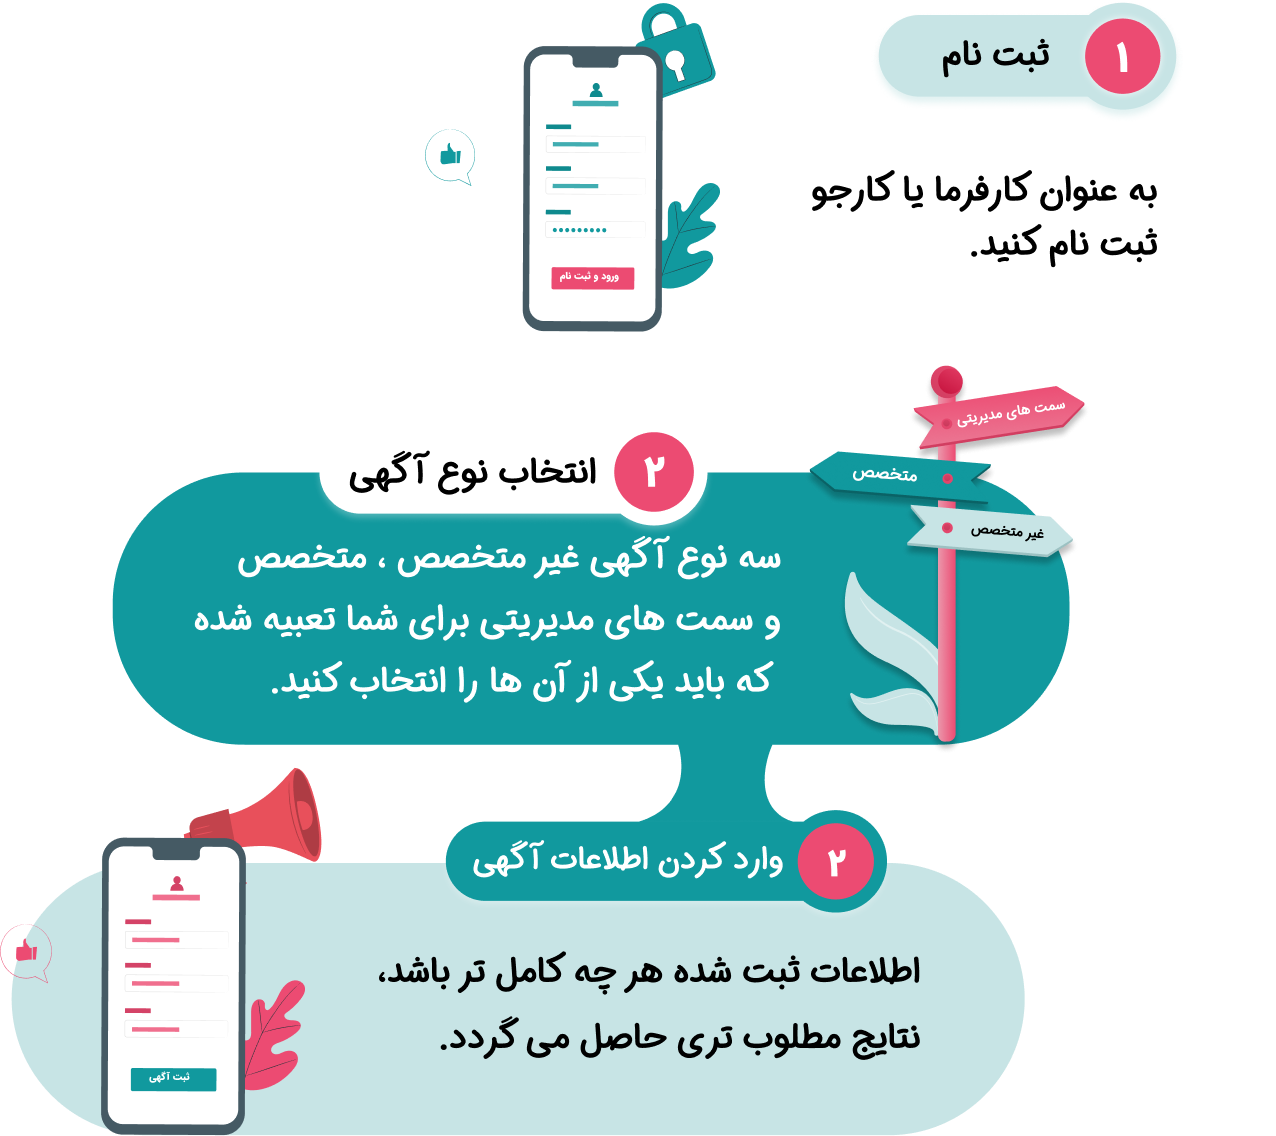 ۱
ثبت نام
به عنوان کارفرما یا کارجو
ثبت نام کنید.
ورود و ثبت نام
سمت های مدیریتی
متخصص
غیر متخصص
۲
انتخاب نوع آگهی
سه نوع آگهی غیر متخصص ، متخصص
و سمت های مدیریتی برای شما تعبیه شده
که باید یکی از آن ها را انتخاب کنید.
۲
وارد کردن اطلاعات آگهی
اطلاعات ثبت شده هر چه کامل تر باشد،
نتایج مطلوب تری حاصل می گردد.
ثبت آگهی